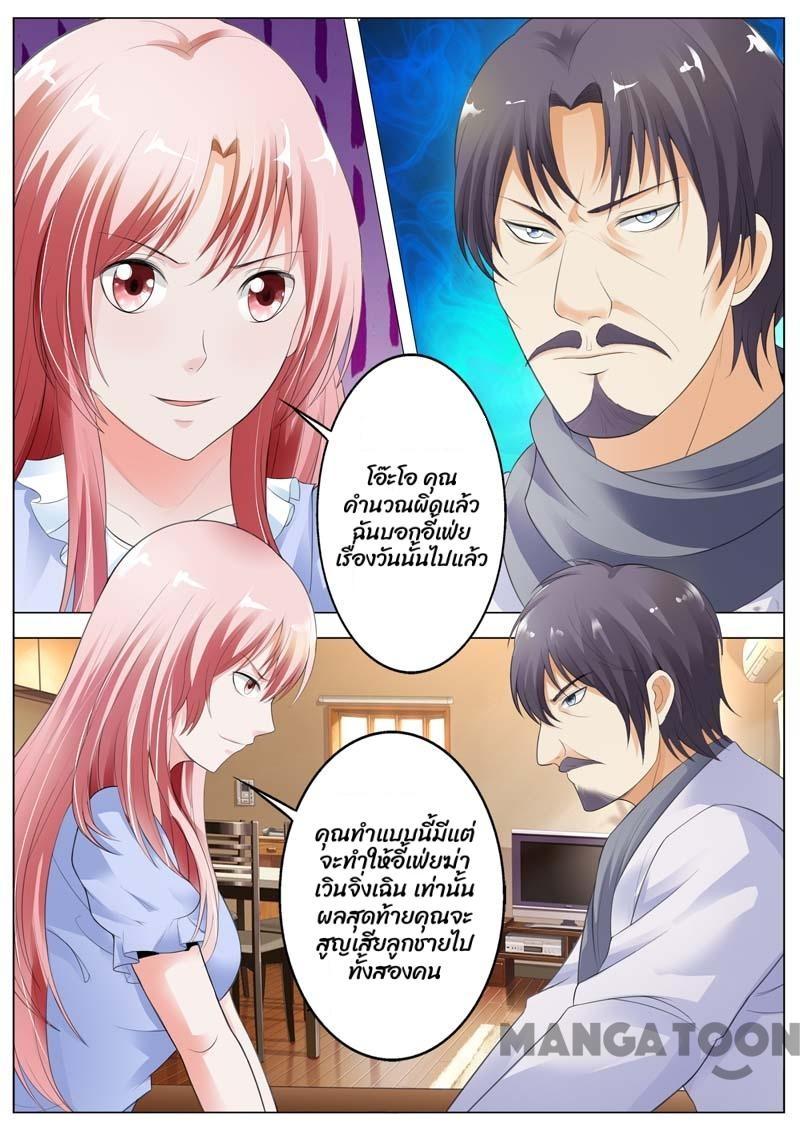 โอ๊ะโอ คุณ
คำนวณผิดแล้ว
ฉันบอกอี้เฟ่ย
เรื่องวันนั้นไปแล้ว
คุณทำแบบนี้มีแต่
จะทำให้อี้เฟ่ยฆ่า
เวินจิ่งเฉิน เท่านั้น
ผลสุดท้ายคุณจะ
สูญเสียลูกชายไป
ทั้งสองคน
MANGATOON